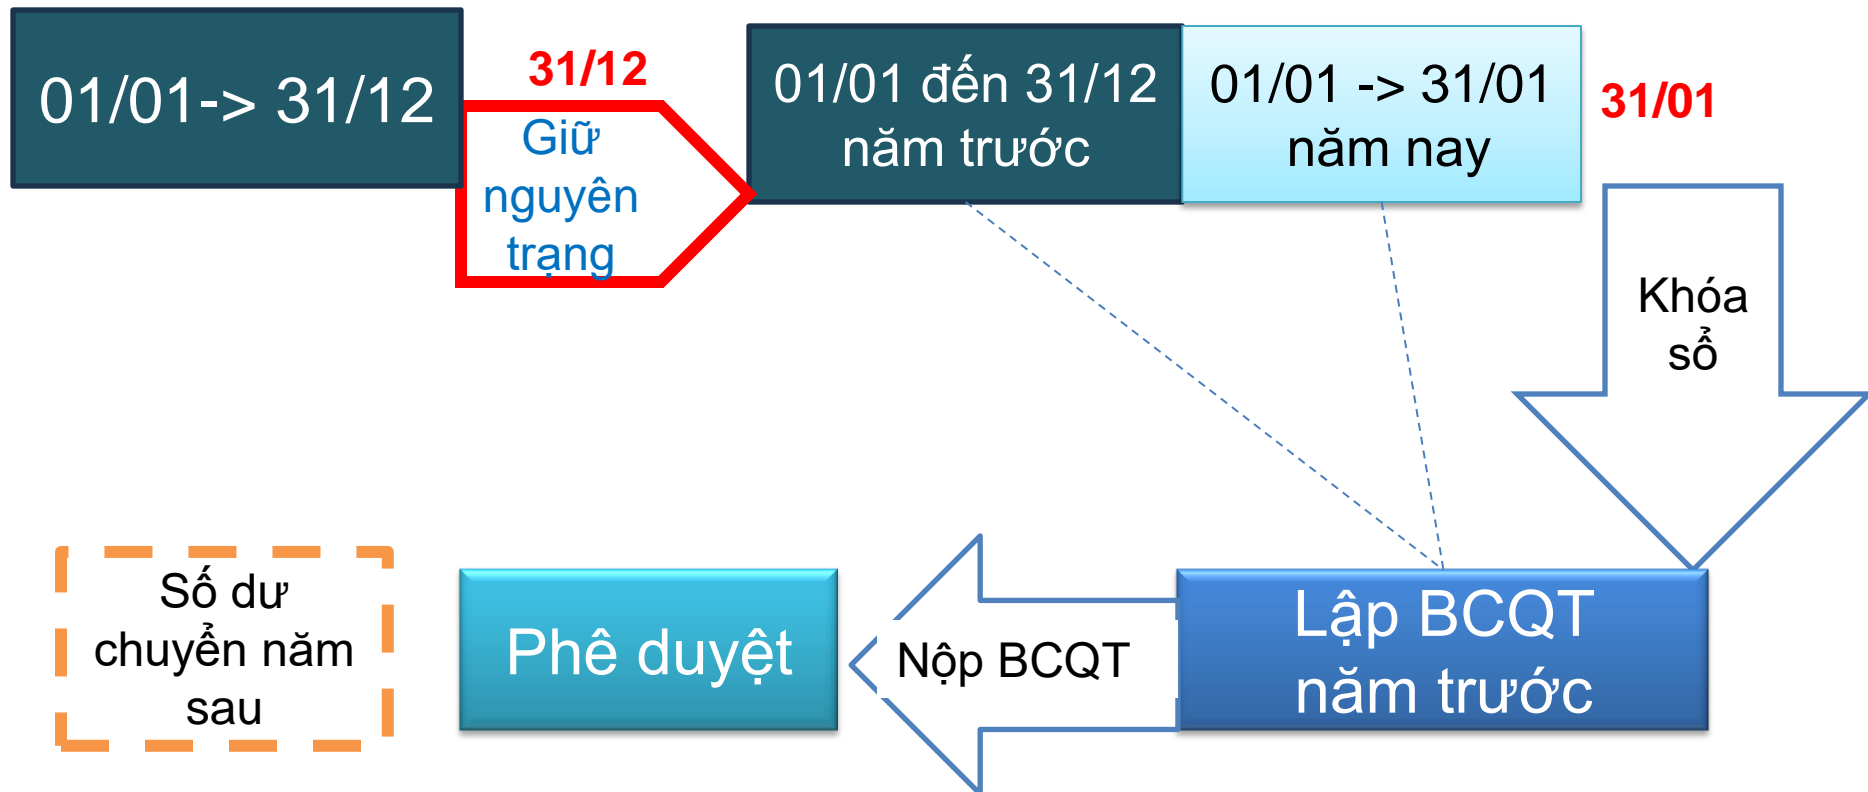 01/01-> 31/12
31/12
Giữ
nguyên
trạng
01/01 đến 31/12
năm trước
01/01 -> 31/01
năm nay
31/01
Khóa
sổ
Lập BCQT
năm trước
Nộp BCQT
Phê duyệt
Số dư
chuyển năm
sau